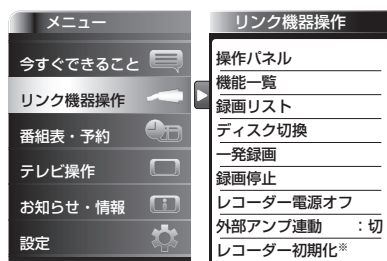 メニュー
今すぐできること
リンク機器操作
番組表・予約
テレビ操作
お知らせ・情報
設定
リンク機器操作
操作パネル
機能一覧
録画リスト
ディスク切換
一発録画
録画停止
レコーダー電源オフ
外部アンプ連動 :切
レコーダー初期化※